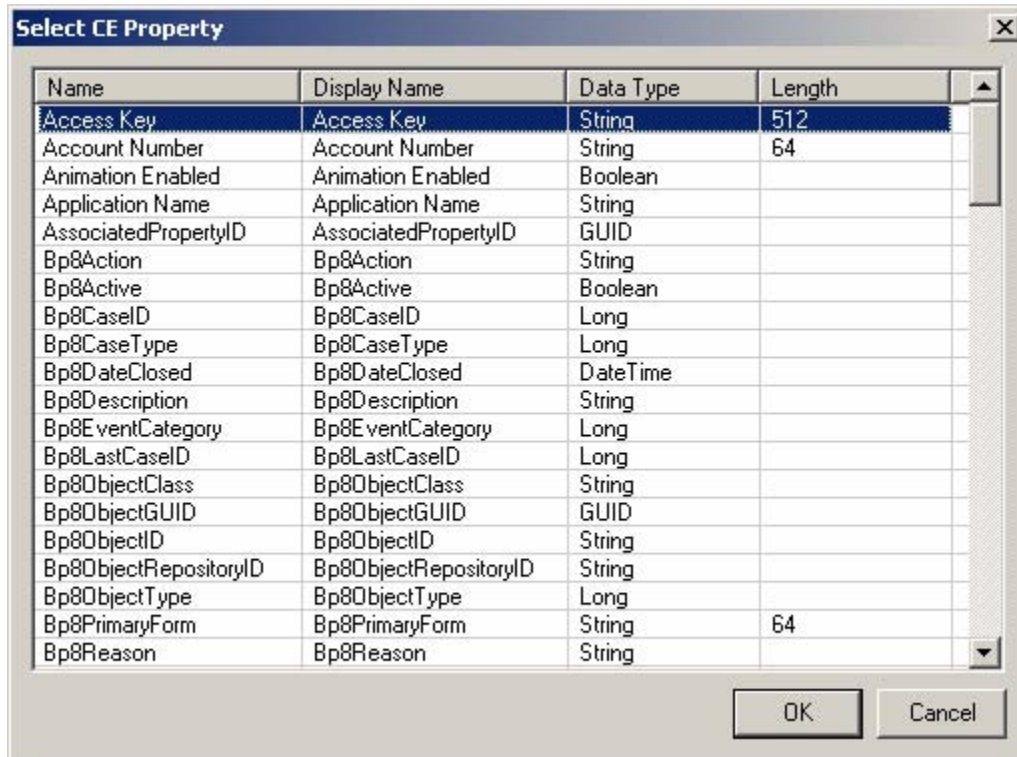 Select CE Property
Name Display Name Data Type Length
Access Key Access Key String 512
Account Number Account Number String 64
Animation Enabled Animation Enabled Boolean
Application Name Application Name String
AssociatedPropertyID AssociatedPropertyID GUID
Bp8Action Bp8Action String
Bp8Active Bp8Active Boolean
Bp8CaseID Bp8CaseID Long
Bp8CaseType Bp8CaseType Long
Bp8DateClosed Bp8DateClosed DateTime
Bp8Description Bp8Description String
Bp8EventCategory Bp8EventCategory Long
Bp8LastCaseID Bp8LastCaseID Long
Bp8ObjectClass Bp8ObjectClass String
Bp8ObjectGUID Bp8ObjectGUID GUID
Bp8ObjectID Bp8ObjectID String
Bp8ObjectRepositoryID Bp8ObjectRepositoryID String
Bp8ObjectType Bp8ObjectType Long
Bp8PrimaryForm Bp8PrimaryForm String 64
Bp8Reason Bp8Reason String
OK Cancel